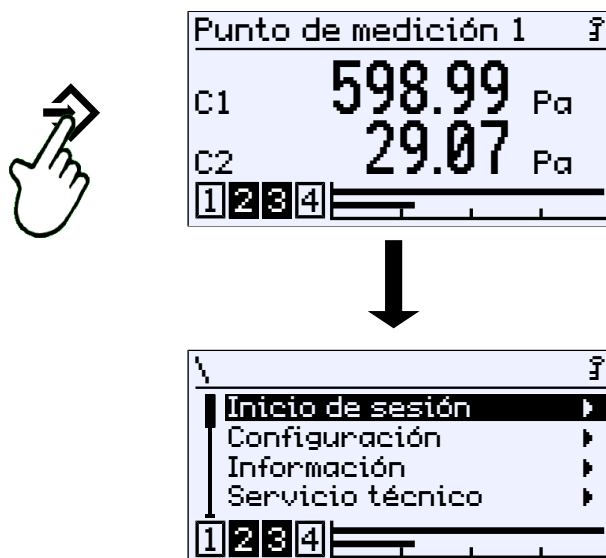 Punto de medición 1
C1 598.99 Pa
C2 29.07 Pa
1 2 3 4
\
Inicio de sesión
Configuración
Información
Servicio técnico
1 2 3 4